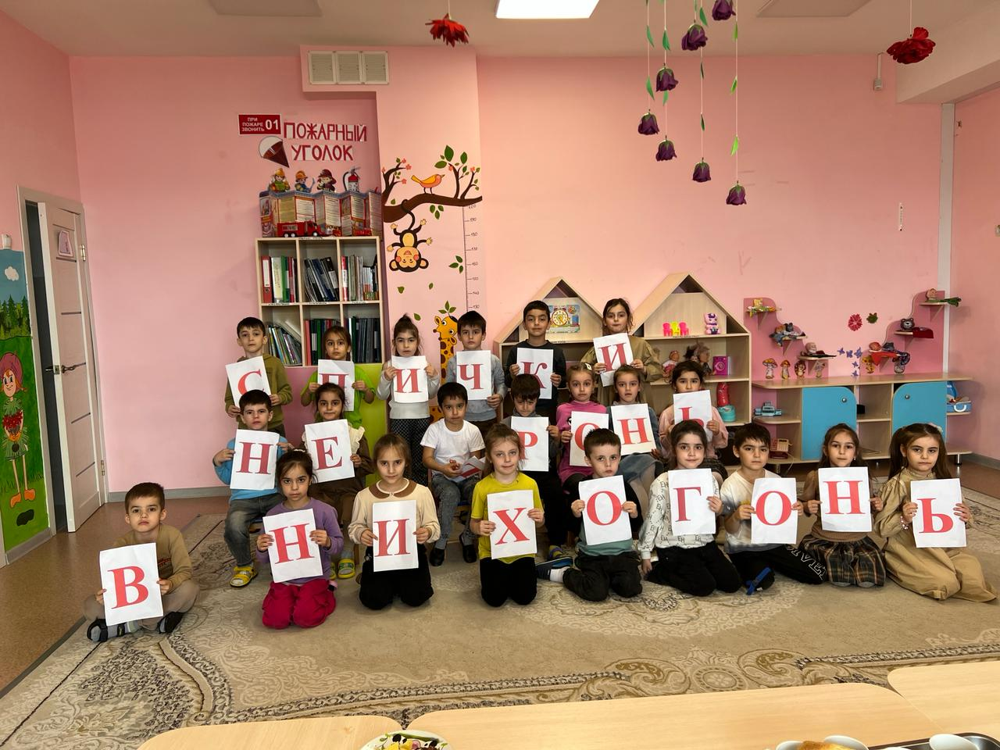 ПРИ
ПОЖАРЕ
ЗВОНИТЬ 01
ПОЖАРНЫЙ
УГОЛОК
СПИЧКИ
НЕ РОНЬ
В НИХ ОГОНЬ